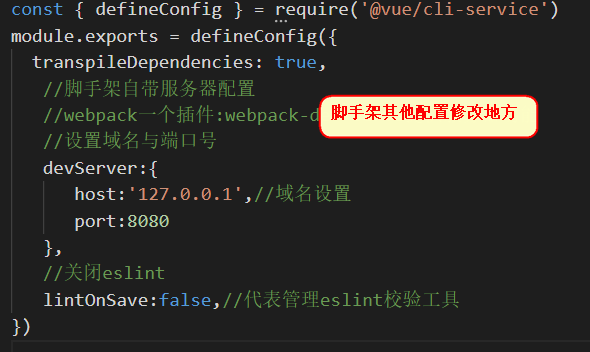 const { defineConfig } = require('@vue/cli-service')
module.exports = defineConfig({
transpileDependencies: true,
//脚手架自带服务器配置
//webpack一个插件:webpack-d
脚手架其他配置修改地方
//设置域名与端口号
devServer:{
host:'127.0.0.1',//域名设置
port:8080
},
//关闭eslint
lintOnSave:false,//代表管理eslint校验工具
})